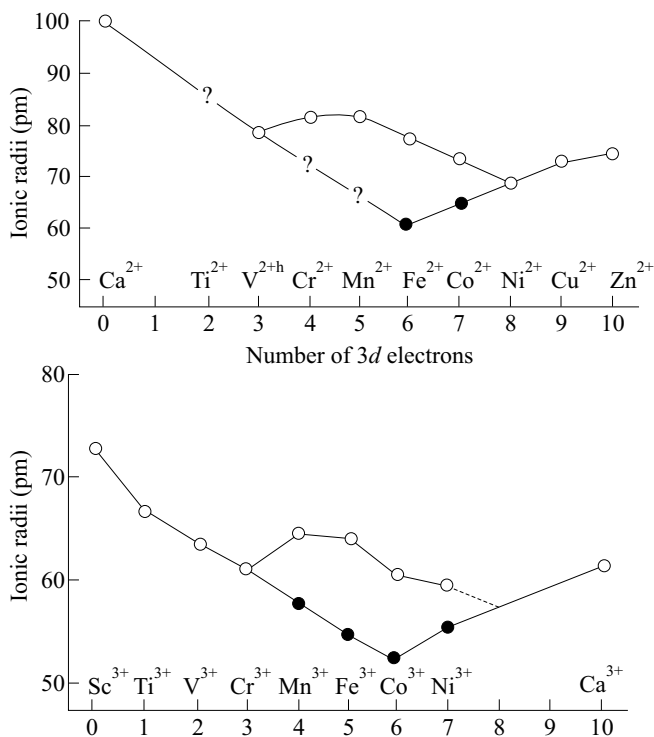 Ionic radii (pm)
100
90
80
70
60
50
?
?
?
Ca²⁺ Ti²⁺ V²⁺ʰ Cr²⁺ Mn²⁺ Fe²⁺ Co²⁺ Ni²⁺ Cu²⁺ Zn²⁺
0 1 2 3 4 5 6 7 8 9 10
Number of 3d electrons
Ionic radii (pm)
80
70
60
50
Sc³⁺ Ti³⁺ V³⁺ Cr³⁺ Mn³⁺ Fe³⁺ Co³⁺ Ni³⁺ Ca³⁺
0 1 2 3 4 5 6 7 8 9 10